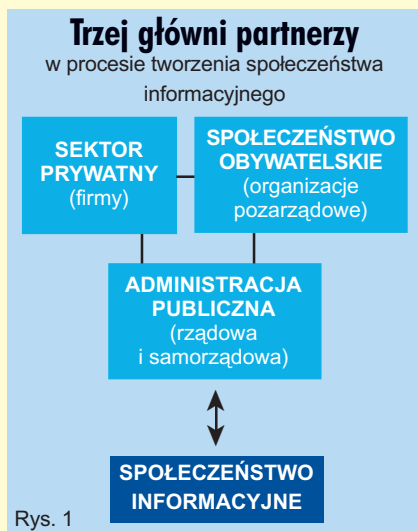 Trzej główni partnerzy
w procesie tworzenia społeczeństwa
informacyjnego
SEKTOR
PRYWATNY
(firmy)
SPOŁECZEŃSTWO
OBYWATELSKIE
(organizacje
pozarządowe)
ADMINISTRACJA
PUBLICZNA
(rządowa
i samorządowa)
SPOŁECZEŃSTWO
INFORMACYJNE
Rys. 1